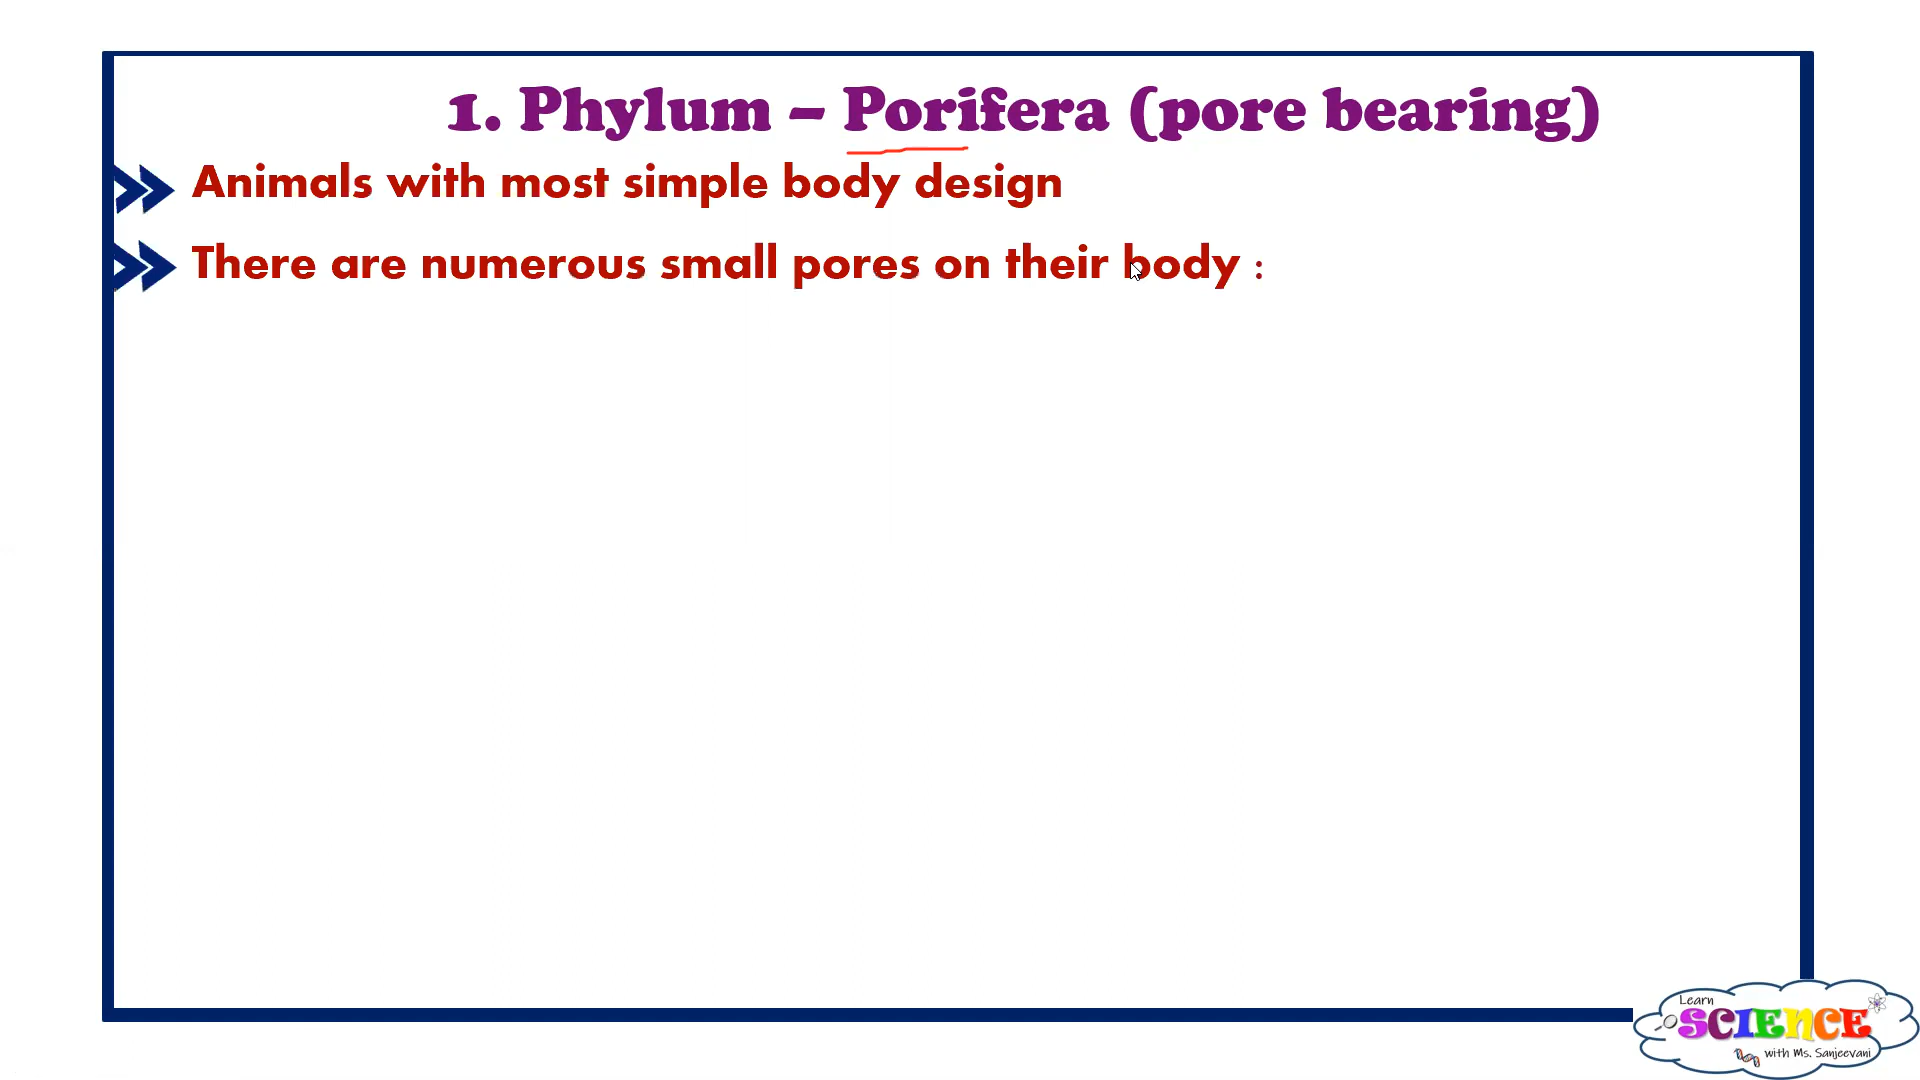 1. Phylum – Porifera (pore bearing)
Animals with most simple body design
There are numerous small pores on their body :
Learn
SCIENCE
with Ms. Sanjeevani